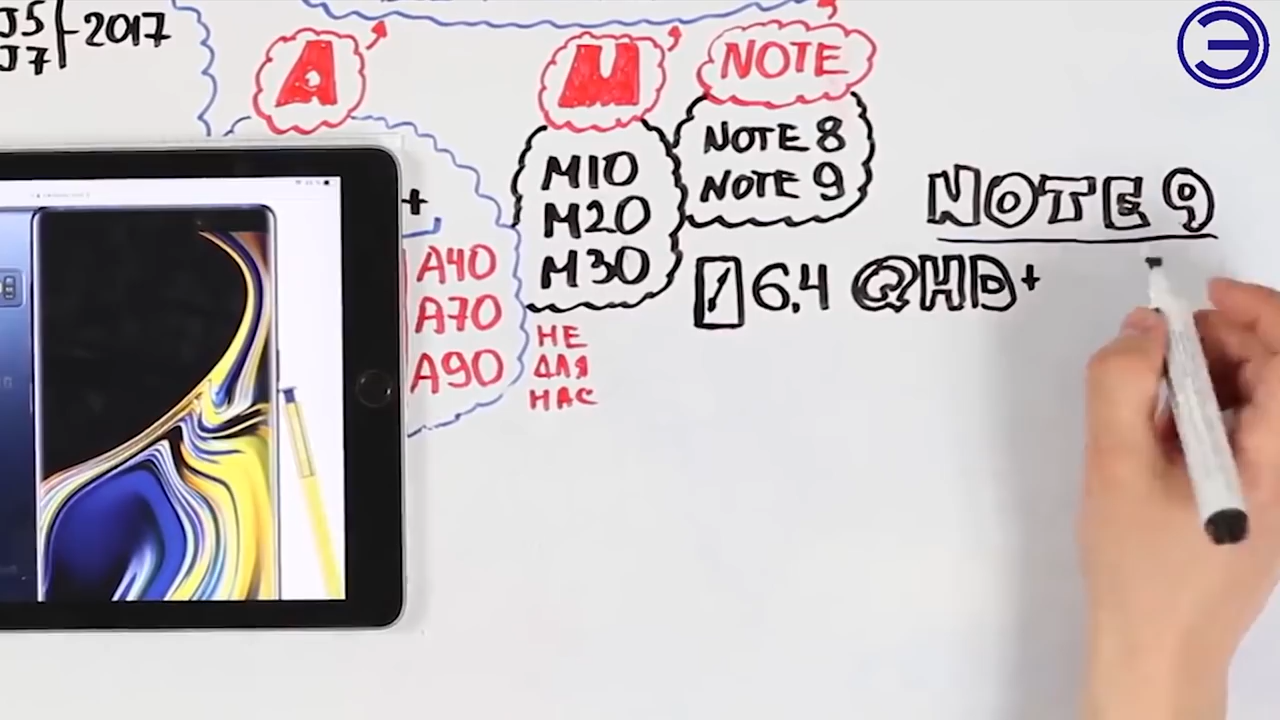 J5
J7
-2017
A
M
NOTE
M10
M20
M30
NOTE 8
NOTE 9
+
A40
A70
A90
НЕ
ДЛЯ
НАС
NOTE 9
6.4 QHD+
Э